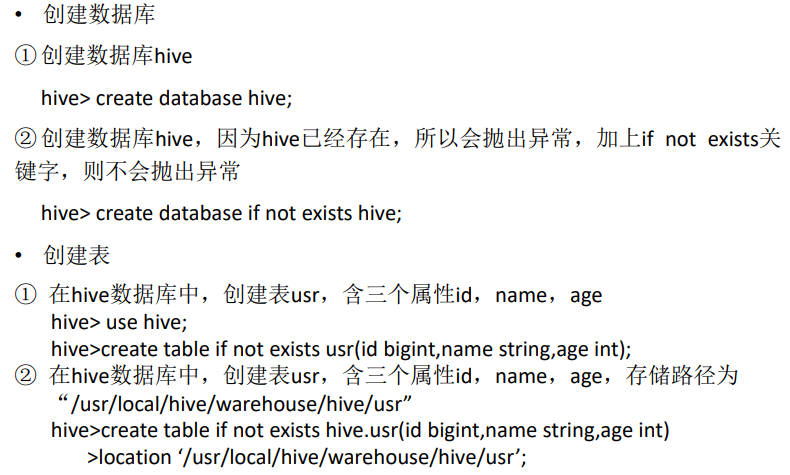 • 创建数据库
① 创建数据库hive
hive> create database hive;
② 创建数据库hive，因为hive已经存在，所以会抛出异常，加上if not exists关
键字，则不会抛出异常
hive> create database if not exists hive;
• 创建表
① 在hive数据库中，创建表usr，含三个属性id，name，age
hive> use hive;
hive>create table if not exists usr(id bigint,name string,age int);
② 在hive数据库中，创建表usr，含三个属性id，name，age，存储路径为
“/usr/local/hive/warehouse/hive/usr”
hive>create table if not exists hive.usr(id bigint,name string,age int)
>location ‘/usr/local/hive/warehouse/hive/usr’;